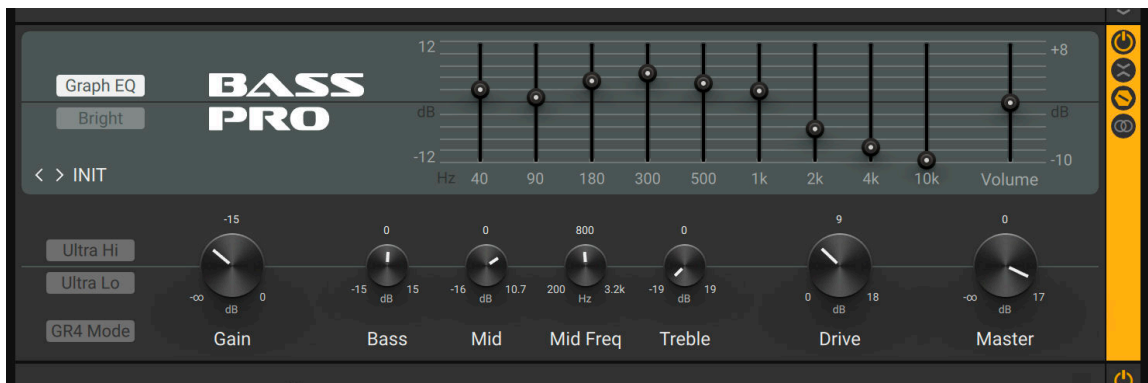 12 +8
Graph EQ BASS
Bright PRO dB dB
-12 -10
< > INIT Hz 40 90 180 300 500 1k 2k 4k 10k Volume
-15 0 0 800 0 9 0
Ultra Hi
Ultra Lo
-∞ 0 -15 15 -16 10.7 200 3.2k -19 19 0 18 -∞ 17
dB dB dB Hz dB dB dB
GR4 Mode Gain Bass Mid Mid Freq Treble Drive Master